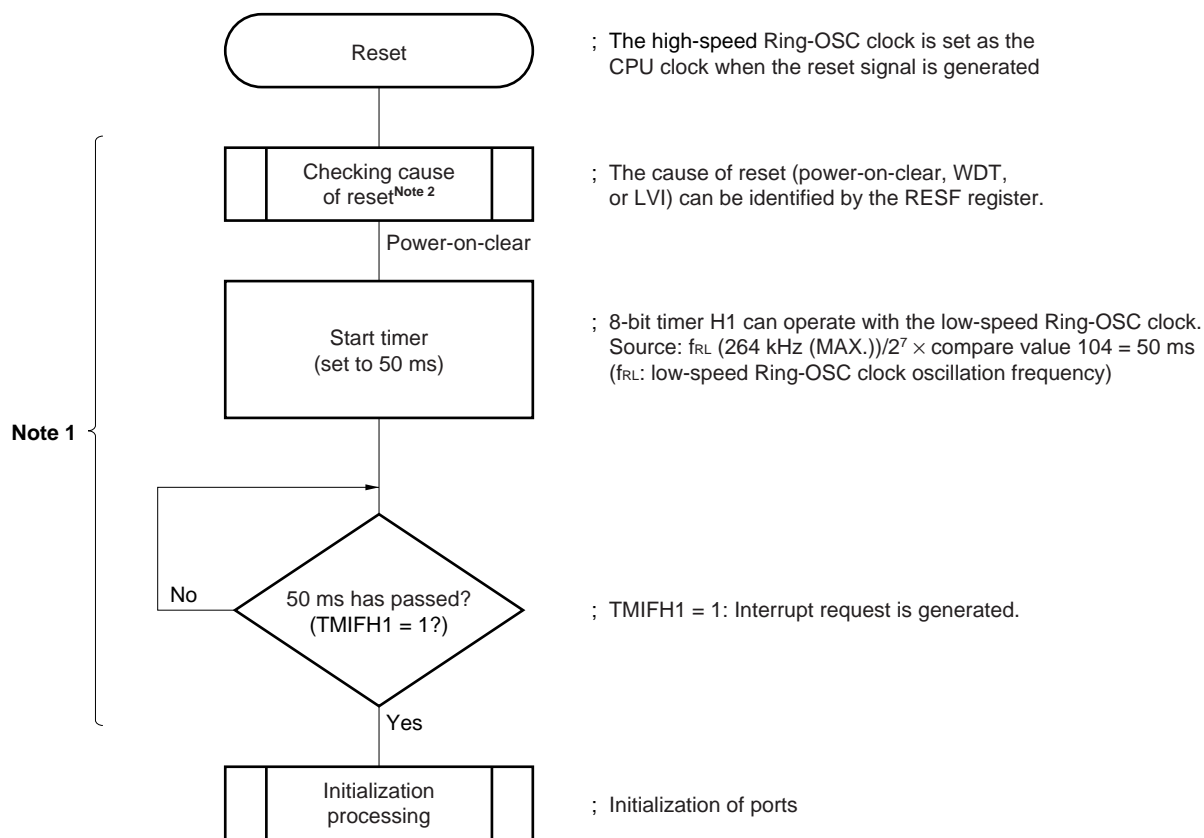 Reset
; The high-speed Ring-OSC clock is set as the
CPU clock when the reset signal is generated
Checking cause
of reset Note 2
; The cause of reset (power-on-clear, WDT,
or LVI) can be identified by the RESF register.
Power-on-clear
Start timer
(set to 50 ms)
; 8-bit timer H1 can operate with the low-speed Ring-OSC clock.
Source: fRL (264 kHz (MAX.))/2⁷ × compare value 104 = 50 ms
(fRL: low-speed Ring-OSC clock oscillation frequency)
Note 1
No
50 ms has passed?
(TMIFH1 = 1?)
; TMIFH1 = 1: Interrupt request is generated.
Yes
Initialization
processing
; Initialization of ports